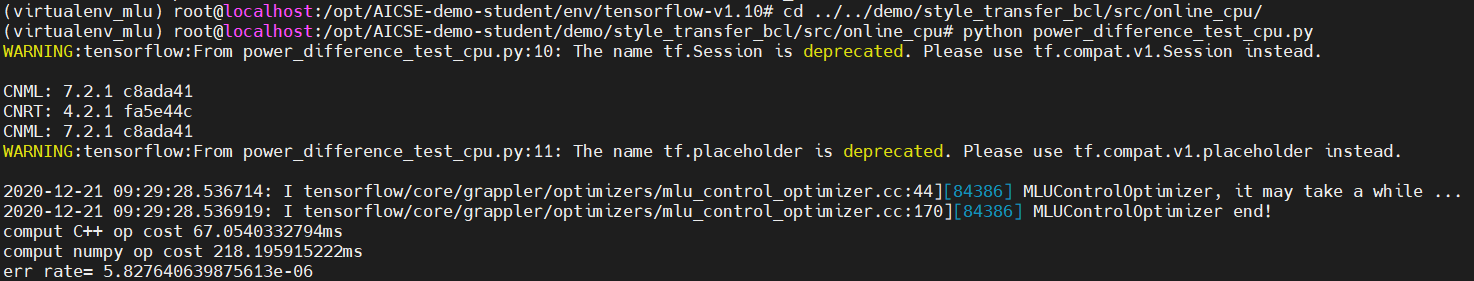 (virtualenv_mlu) root@localhost:/opt/AICSE-demo-student/env/tensorflow-v1.10# cd ../../demo/style_transfer_bcl/src/online_cpu/
(virtualenv_mlu) root@localhost:/opt/AICSE-demo-student/demo/style_transfer_bcl/src/online_cpu# python power_difference_test_cpu.py
WARNING:tensorflow:From power_difference_test_cpu.py:10: The name tf.Session is deprecated. Please use tf.compat.v1.Session instead.
CNML: 7.2.1 c8ada41
CNRT: 4.2.1 fa5e44c
CNML: 7.2.1 c8ada41
WARNING:tensorflow:From power_difference_test_cpu.py:11: The name tf.placeholder is deprecated. Please use tf.compat.v1.placeholder instead.
2020-12-21 09:29:28.536714: I tensorflow/core/grappler/optimizers/mlu_control_optimizer.cc:44][84386] MLUControlOptimizer, it may take a while ...
2020-12-21 09:29:28.536919: I tensorflow/core/grappler/optimizers/mlu_control_optimizer.cc:170][84386] MLUControlOptimizer end!
comput C++ op cost 67.0540332794ms
comput numpy op cost 218.195915222ms
err rate= 5.827640639875613e-06